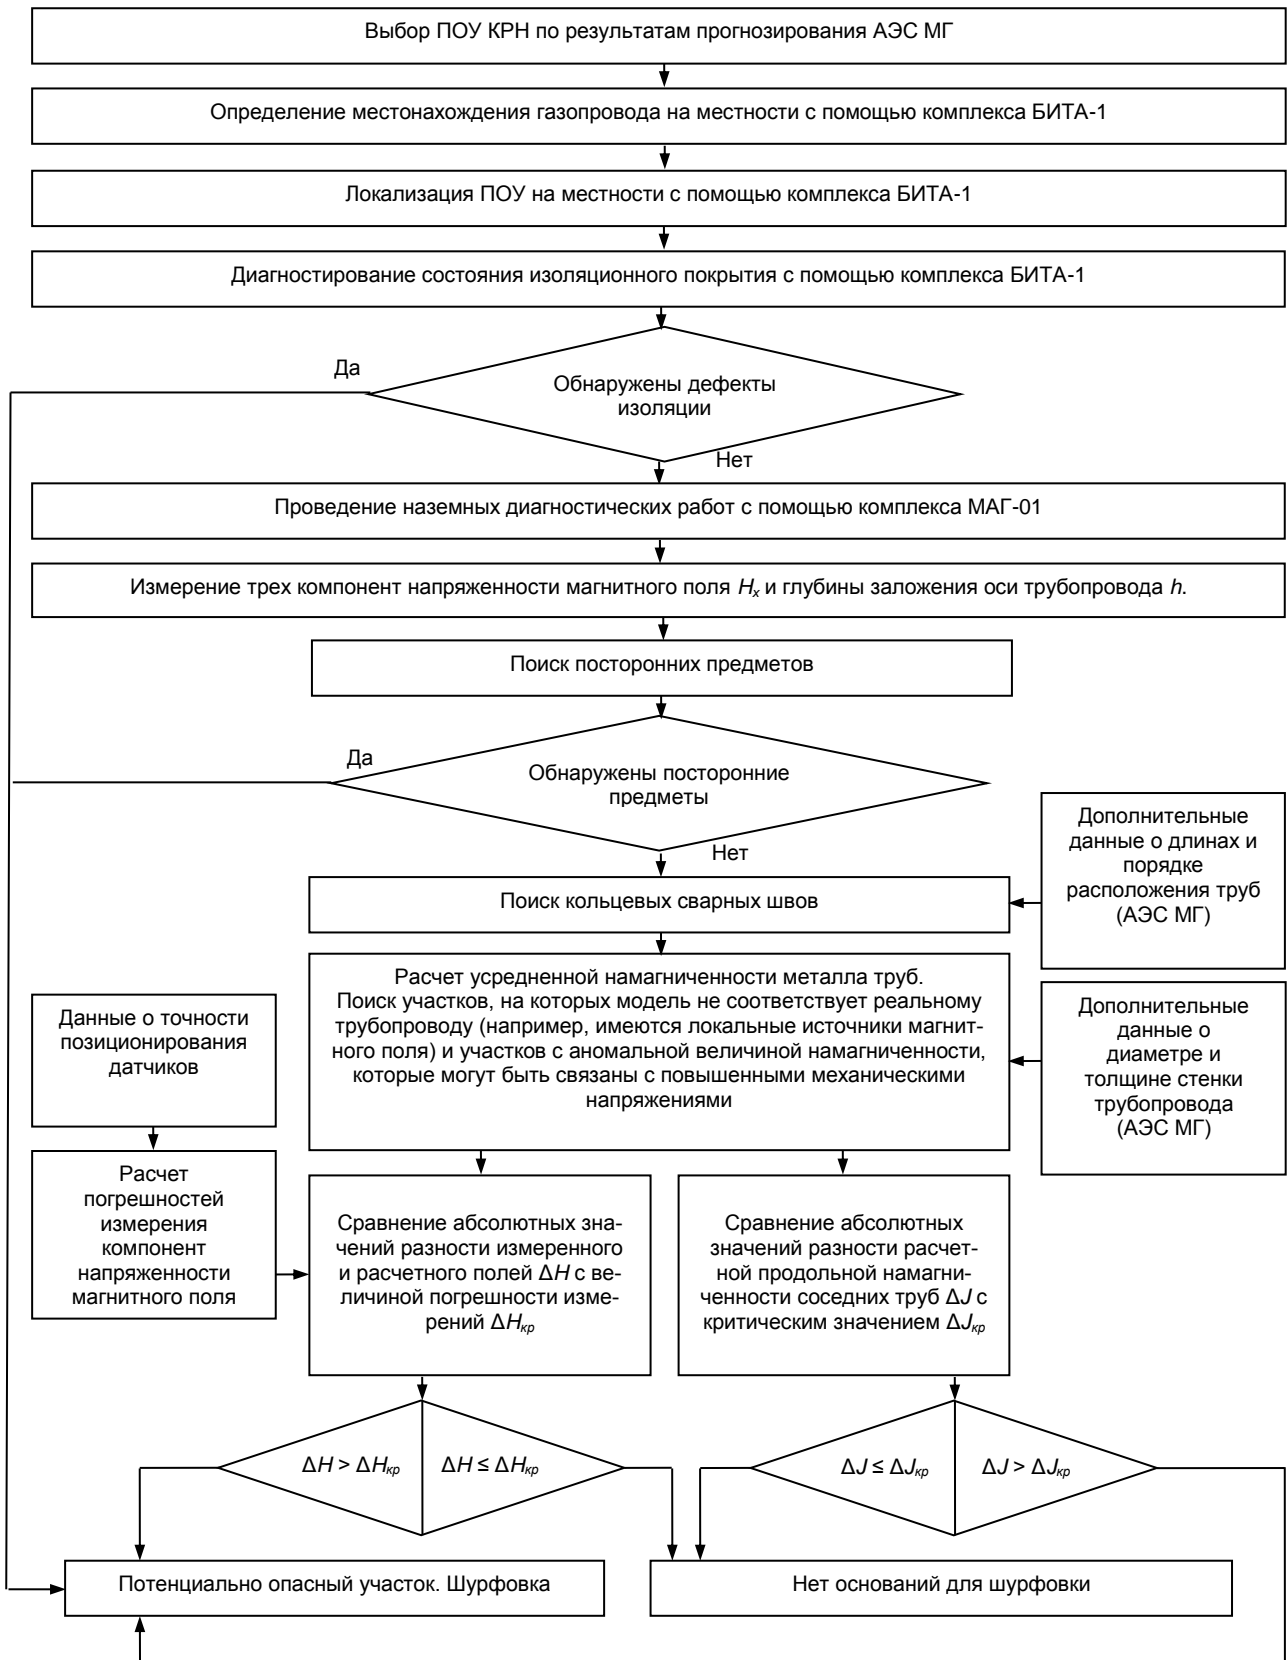 Выбор ПОУ КРН по результатам прогнозирования АЭС МГ
Определение местонахождения газопровода на местности с помощью комплекса БИТА-1
Локализация ПОУ на местности с помощью комплекса БИТА-1
Диагностирование состояния изоляционного покрытия с помощью комплекса БИТА-1
Да
Обнаружены дефекты
изоляции
Нет
Проведение наземных диагностических работ с помощью комплекса МАГ-01
Измерение трех компонент напряженности магнитного поля Hx и глубины заложения оси трубопровода h.
Поиск посторонних предметов
Да
Обнаружены посторонние
предметы
Нет
Дополнительные
данные о длинах и
порядке
расположения труб
(АЭС МГ)
Поиск кольцевых сварных швов
Расчет усредненной намагниченности металла труб.
Поиск участков, на которых модель не соответствует реальному
трубопроводу (например, имеются локальные источники магнит-
ного поля) и участков с аномальной величиной намагниченности,
которые могут быть связаны с повышенными механическими
напряжениями
Данные о точности
позиционирования
датчиков
Дополнительные
данные о
диаметре и
толщине стенки
трубопровода
(АЭС МГ)
Расчет
погрешностей
измерения
компонент
напряженности
магнитного поля
Сравнение абсолютных зна-
чений разности измеренного
и расчетного полей ΔH с ве-
личиной погрешности изме-
рений ΔHкр
Сравнение абсолютных
значений разности расчет-
ной продольной намагни-
ченности соседних труб ΔJ с
критическим значением ΔJкр
ΔH > ΔHкр
ΔH ≤ ΔHкр
ΔJ ≤ ΔJкр
ΔJ > ΔJкр
Потенциально опасный участок. Шурфовка
Нет оснований для шурфовки